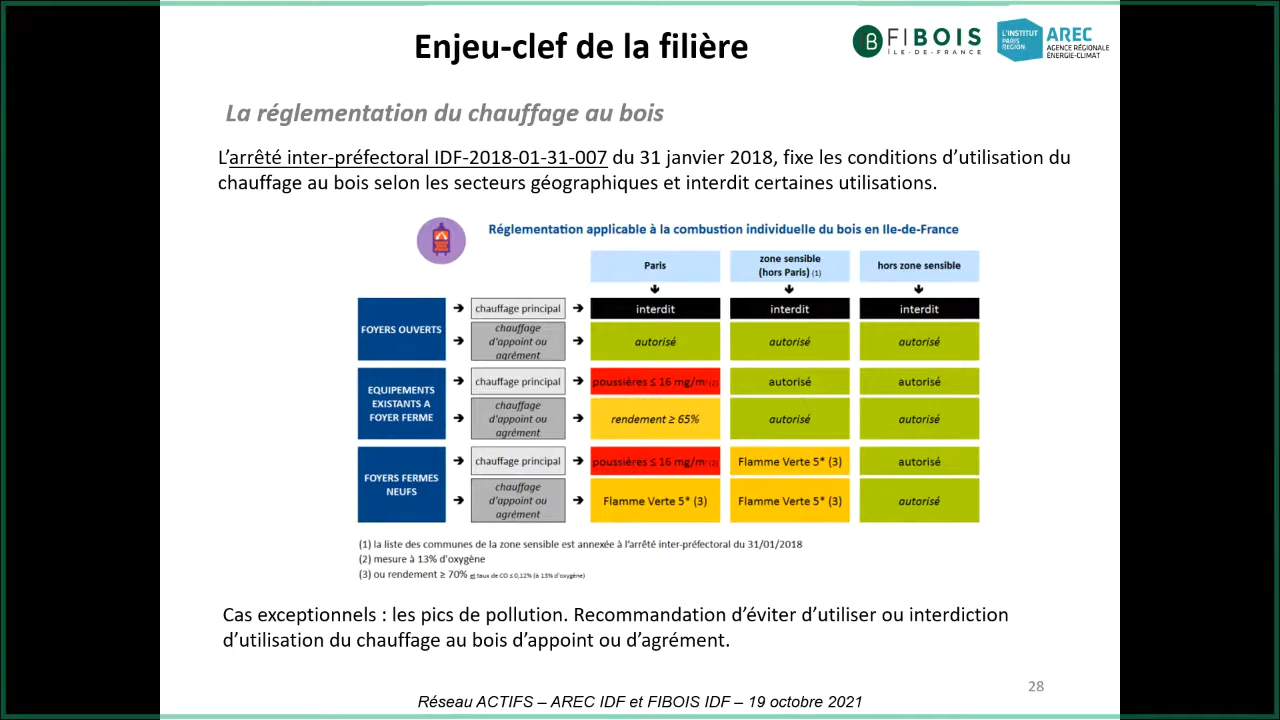 Enjeu-clef de la filière
B FIBOIS
ÎLE-DE-FRANCE
L'INSTITUT
PARIS
REGION
AREC
AGENCE RÉGIONALE
ÉNERGIE-CLIMAT
La réglementation du chauffage au bois
L'arrêté inter-préfectoral IDF-2018-01-31-007 du 31 janvier 2018, fixe les conditions d'utilisation du
chauffage au bois selon les secteurs géographiques et interdit certaines utilisations.
Réglementation applicable à la combustion individuelle du bois en Ile-de-France
Paris
zone sensible
(hors Paris) (1)
hors zone sensible
FOYERS OUVERTS
chauffage principal
interdit
interdit
interdit
chauffage
d'appoint ou
agrément
autorisé
autorisé
autorisé
EQUIPEMENTS
EXISTANTS A
FOYER FERME
chauffage principal
poussières ≤ 16 mg/m³ (2)
autorisé
autorisé
chauffage
d'appoint ou
agrément
rendement ≥ 65%
autorisé
autorisé
FOYERS FERMES
NEUFS
chauffage principal
poussières ≤ 16 mg/m³ (2)
Flamme Verte 5* (3)
autorisé
chauffage
d'appoint ou
agrément
Flamme Verte 5* (3)
Flamme Verte 5* (3)
autorisé
(1) la liste des communes de la zone sensible est annexée à l'arrêté inter-préfectoral du 31/01/2018
(2) mesure à 13% d'oxygène
(3) ou rendement ≥ 70% et taux de CO ≤ 0,12% (à 13% d'oxygène)
Cas exceptionnels : les pics de pollution. Recommandation d'éviter d'utiliser ou interdiction
d'utilisation du chauffage au bois d'appoint ou d'agrément.
28
Réseau ACTIFS – AREC IDF et FIBOIS IDF – 19 octobre 2021